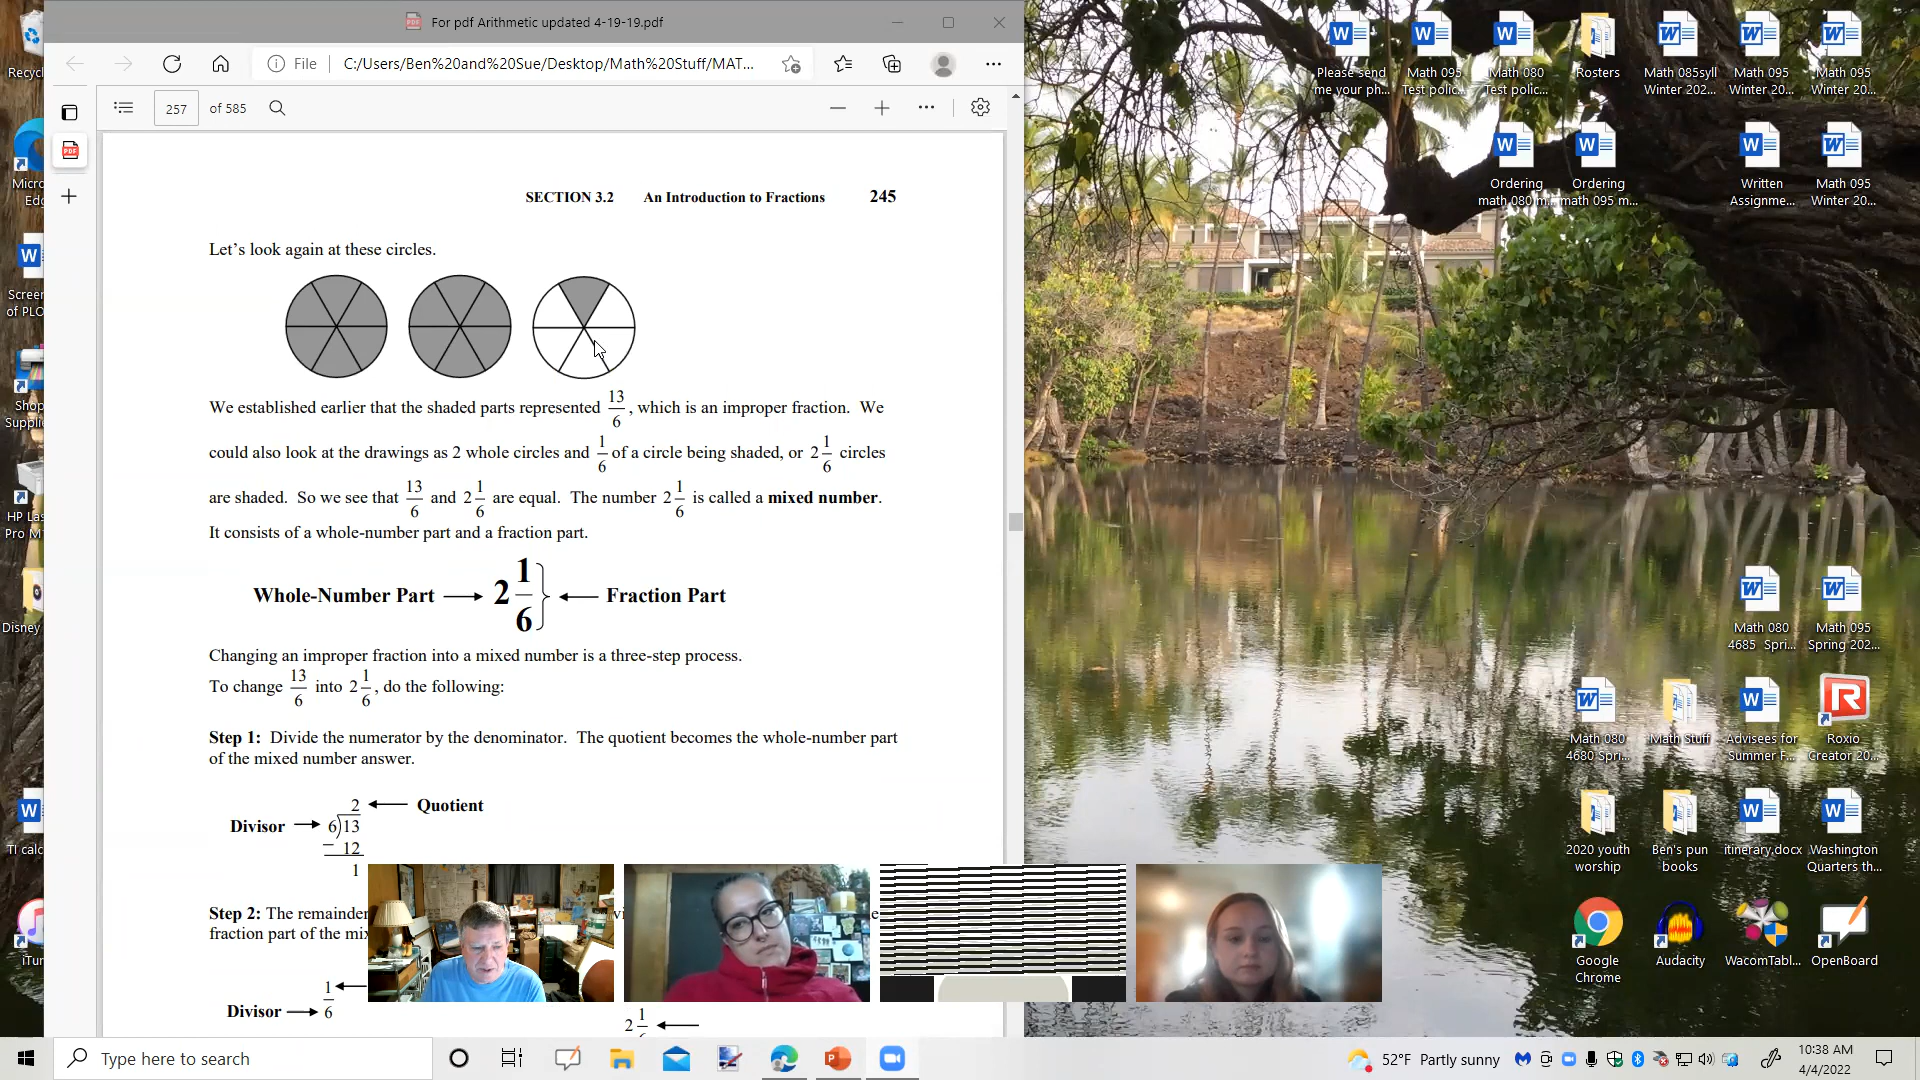 For pdf Arithmetic updated 4-19-19.pdf
File
C:/Users/Ben%20and%20Sue/Desktop/Math%20Stuff/MAT...
257 of 585
SECTION 3.2 An Introduction to Fractions 245
Let's look again at these circles.
We established earlier that the shaded parts represented 13/6, which is an improper fraction. We
could also look at the drawings as 2 whole circles and 1/6 of a circle being shaded, or 2 1/6 circles
are shaded. So we see that 13/6 and 2 1/6 are equal. The number 2 1/6 is called a mixed number.
It consists of a whole-number part and a fraction part.
Whole-Number Part → 2 1/6 ← Fraction Part
Changing an improper fraction into a mixed number is a three-step process.
To change 13/6 into 2 1/6, do the following:
Step 1: Divide the numerator by the denominator. The quotient becomes the whole-number part
of the mixed number answer.
2 ← Quotient
Divisor → 6)13
− 12
1
Step 2: The remainder
fraction part of the mix
1 ←
Divisor → 6
2 1 ←
Recycl
Micro
Edg
Screen
of PLO
Shop
Supplie
HP Las
Pro M
Disney
TI calc
iTun
Please send
me your ph...
Math 095
Test polic...
Math 080
Test polic...
Rosters
Math 085syll
Winter 202...
Math 095
Winter 20...
Math 095
Winter 20...
Ordering
math 080 m...
Ordering
math 095 m...
Written
Assignme...
Math 095
Winter 20...
Math 080
4685 Spri...
Math 095
Spring 202...
Math 080
4680 Spri...
Math Stuff
Advisees for
Summer F...
Roxio
Creator 20...
2020 youth
worship
Ben's pun
books
itinerary.docx
Washington
Quarters th...
Google
Chrome
Audacity
WacomTabl...
OpenBoard
Type here to search
52°F Partly sunny
10:38 AM
4/4/2022